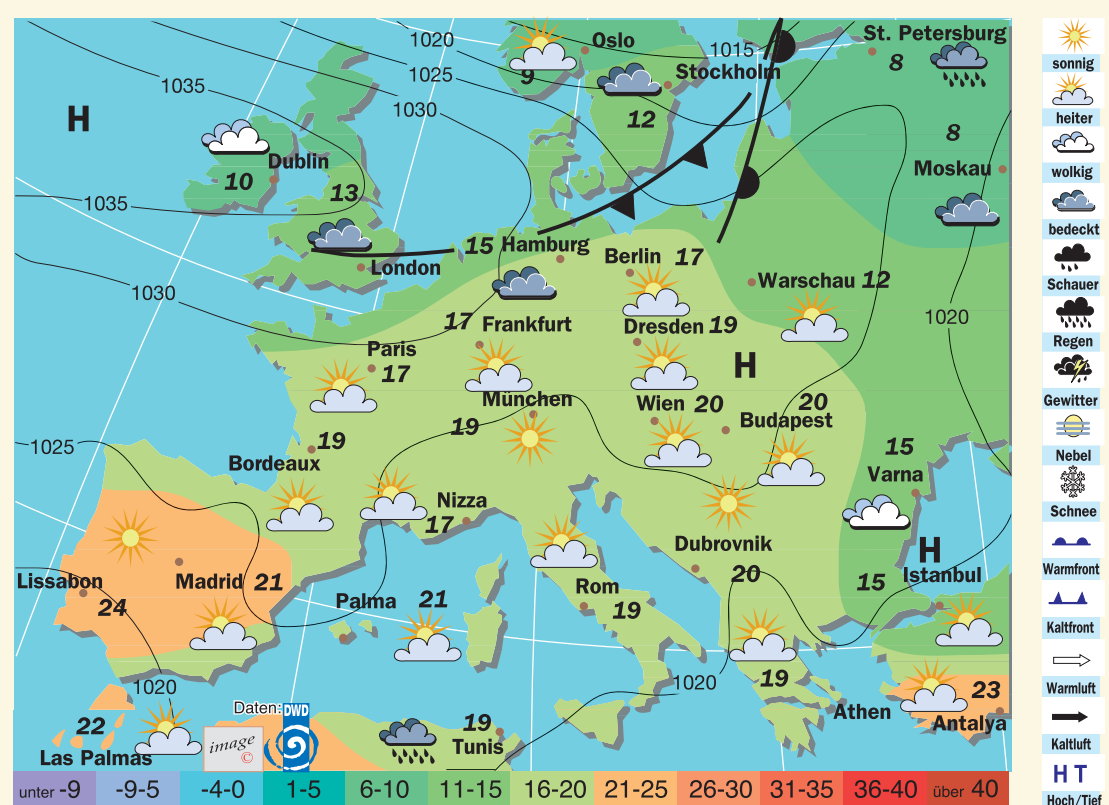 1020
Oslo
1015
St. Petersburg
sonnig
9
1025
Stockholm
8
1035
H
1030
12
8
heiter
Dublin
Moskau
wolkig
10
13
1035
bedeckt
15
Hamburg
London
Berlin
17
Warschau 12
Schauer
1030
17
Frankfurt
Dresden 19
1020
Regen
Paris
17
H
München
Wien 20
20
Budapest
Gewitter
1025
19
19
15
Varna
Nebel
Bordeaux
Nizza
17
Schnee
Dubrovnik
H
Lissabon
Madrid 21
20
15
Istanbul
Warmfront
24
Palma
21
Rom
19
Kaltfront
1020
1020
19
23
Warmluft
Daten: DWD
22
Las Palmas
image
©
19
Tunis
Athen
Antalya
Kaltluft
H T
Hoch/Tief
unter -9
-9-5
-4-0
1-5
6-10
11-15
16-20
21-25
26-30
31-35
36-40
über 40